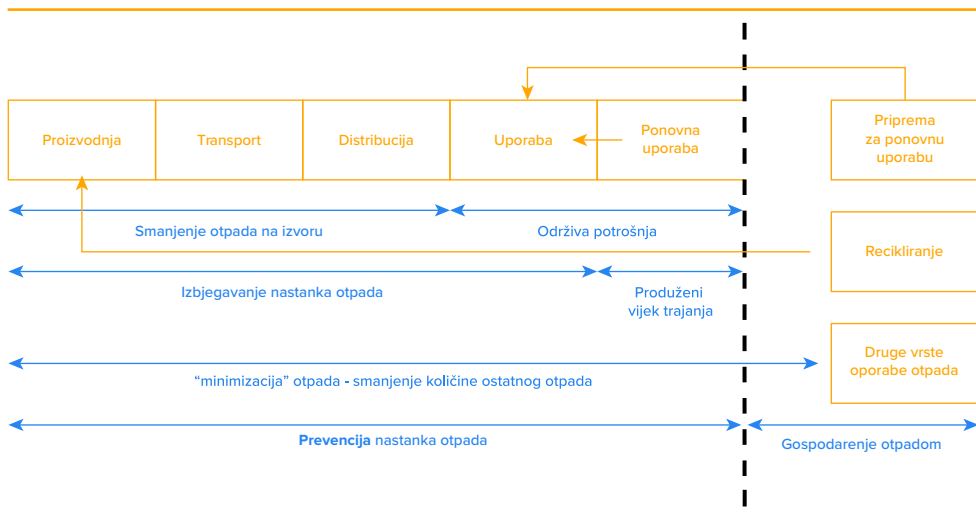 Proizvodnja
Transport
Distribucija
Uporaba
Ponovna
uporaba
Priprema
za ponovnu
uporabu
Smanjenje otpada na izvoru
Održiva potrošnja
Recikliranje
Izbjegavanje nastanka otpada
Produženi
vijek trajanja
Druge vrste
oporabe otpada
“minimizacija” otpada - smanjenje količine ostatnog otpada
Prevencija nastanka otpada
Gospodarenje otpadom